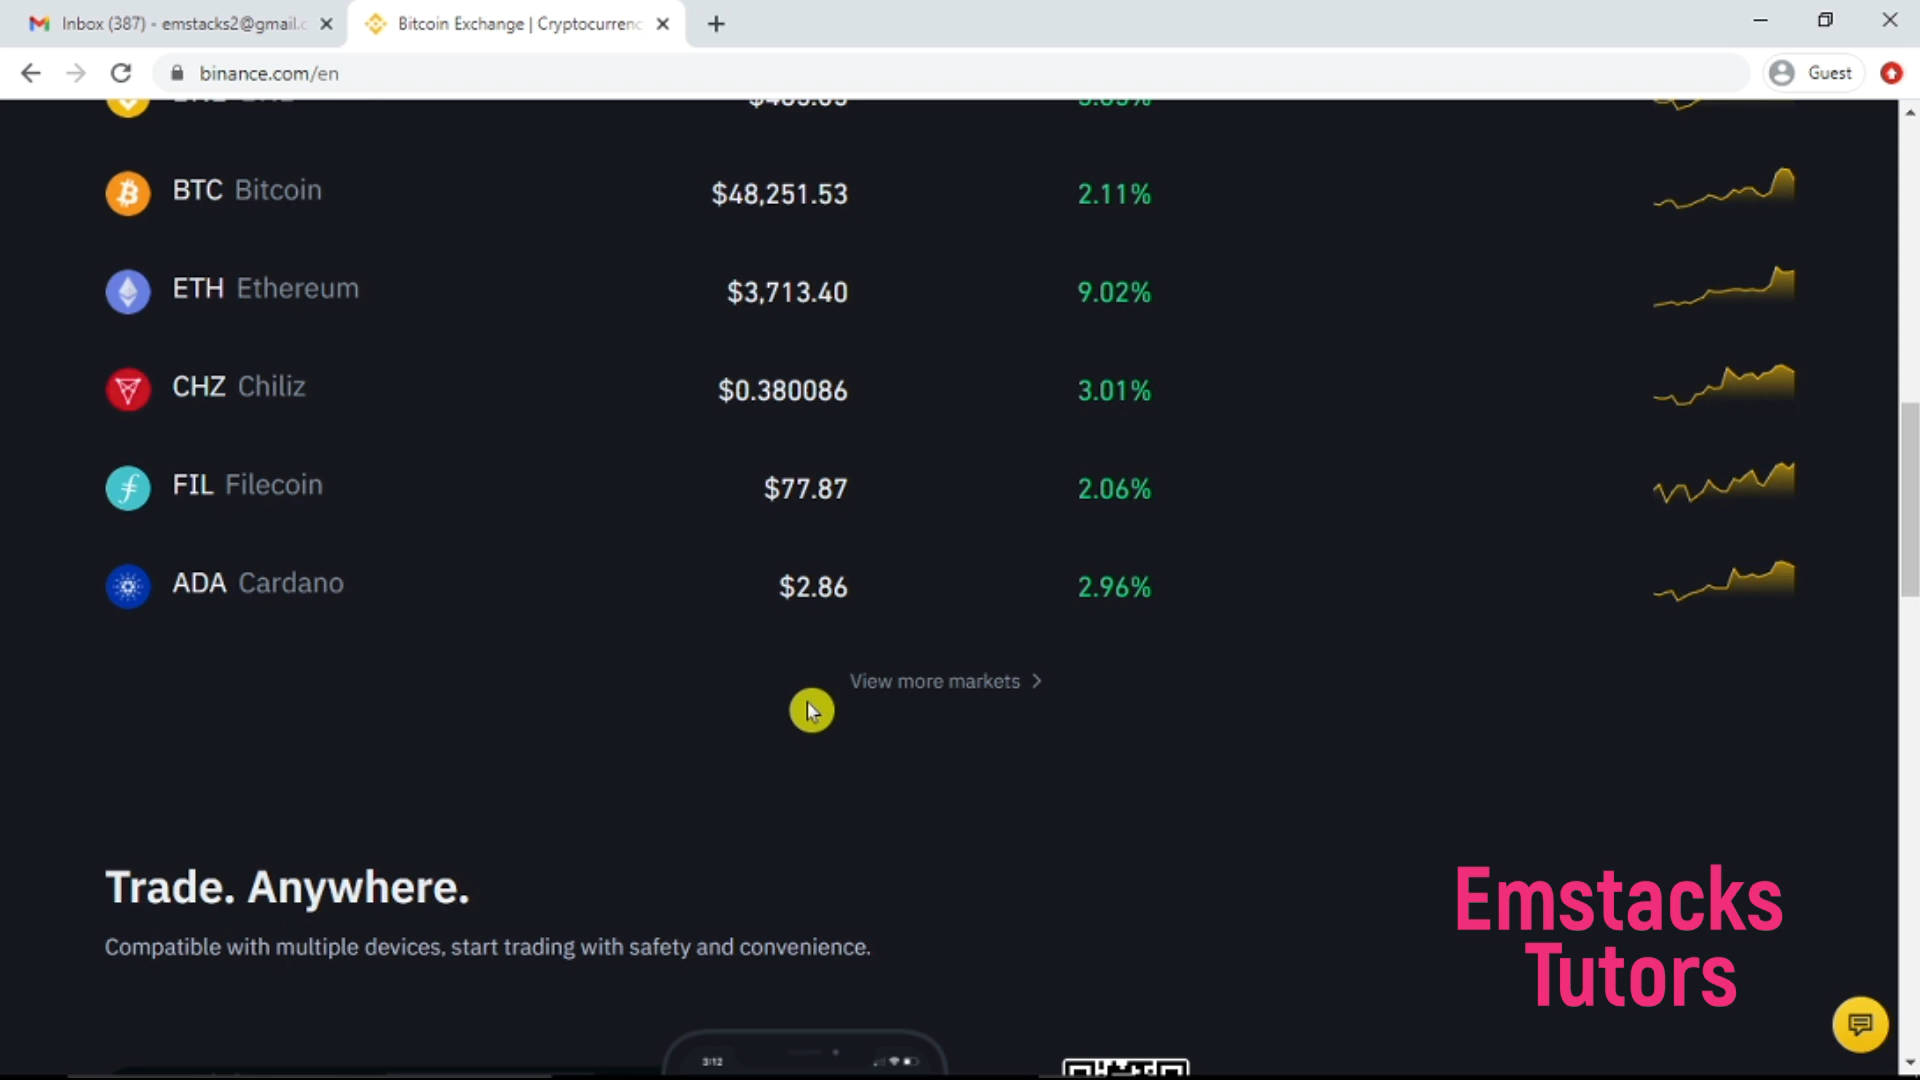 Inbox (387) - emstacks2@gmail.c
Bitcoin Exchange | Cryptocurrenc
binance.com/en
Guest
BTC Bitcoin $48,251.53 2.11%
ETH Ethereum $3,713.40 9.02%
CHZ Chiliz $0.380086 3.01%
FIL Filecoin $77.87 2.06%
ADA Cardano $2.86 2.96%
View more markets
Trade. Anywhere.
Compatible with multiple devices, start trading with safety and convenience.
Emstacks
Tutors
3:12